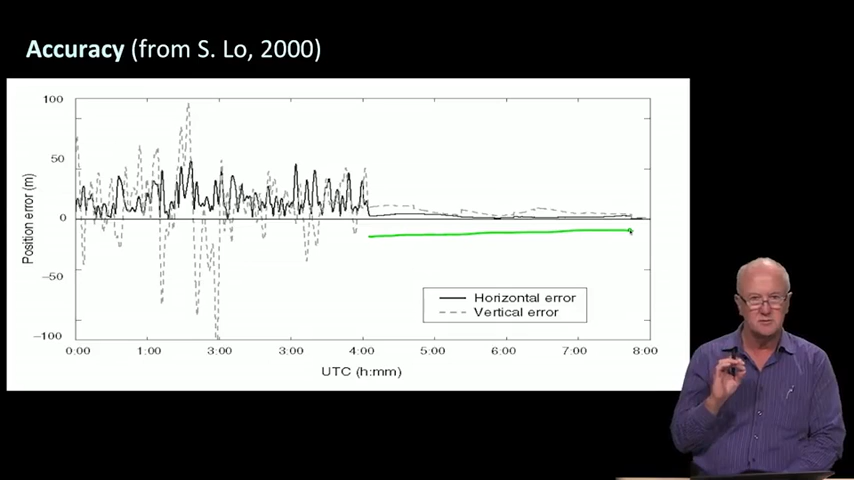 Accuracy (from S. Lo, 2000)
100
50
0
−50
−100
Position error (m)
Horizontal error
Vertical error
0:00 1:00 3:00 3:00 4:00 5:00 6:00 7:00 8:00
UTC (h:mm)